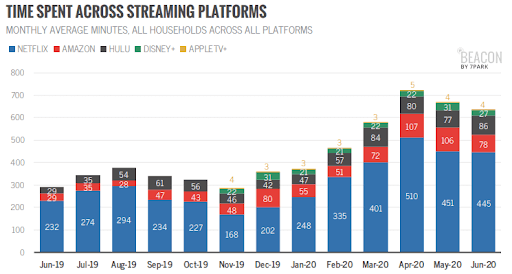 TIME SPENT ACROSS STREAMING PLATFORMS
MONTHLY AVERAGE MINUTES, ALL HOUSEHOLDS ACROSS ALL PLATFORMS
NETFLIX AMAZON HULU DISNEY+ APPLE TV+
BEACON
BY 7PARK
800
700
600
500
400
300
200
100
0
29 29 232
35 35 274
54 28 294
61 47 234
56 43 227
4 22 46 48 168
3 31 42 80 202
3 21 47 55 248
3 21 57 51 335
3 22 84 72 401
5 22 80 107 510
4 31 77 106 451
4 27 86 78 445
Jun-19 Jul-19 Aug-19 Sep-19 Oct-19 Nov-19 Dec-19 Jan-20 Feb-20 Mar-20 Apr-20 May-20 Jun-20